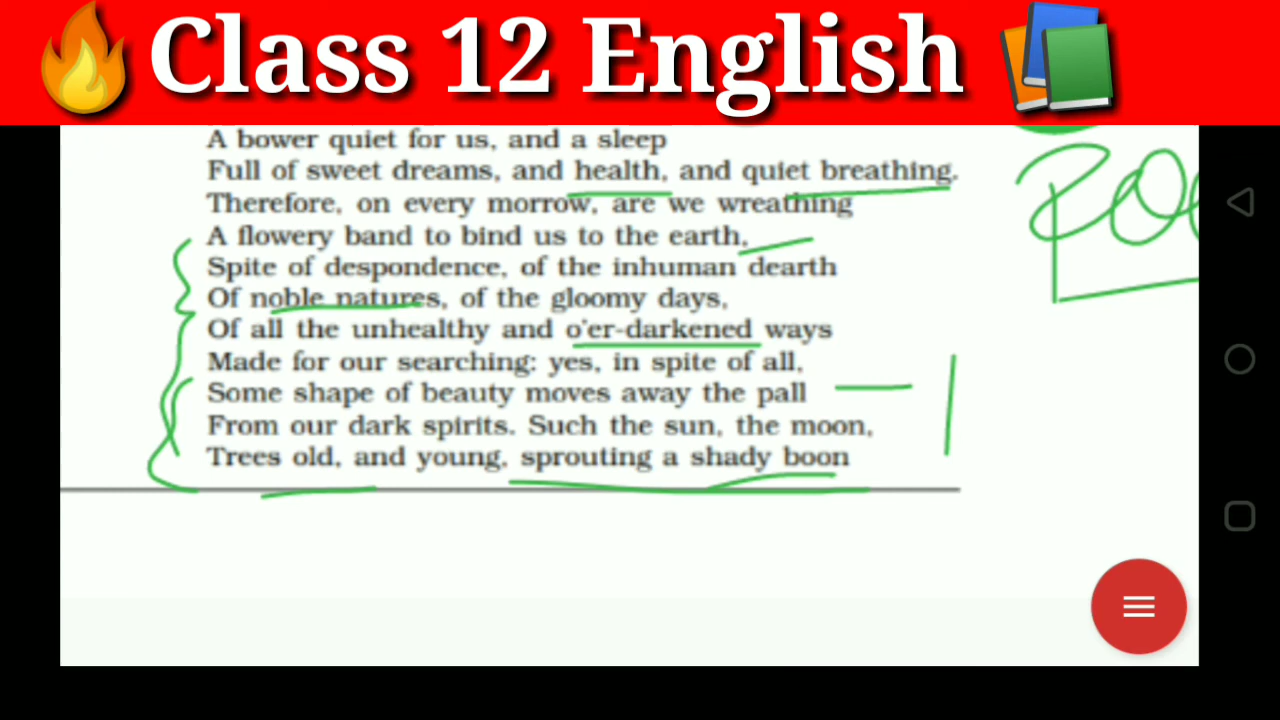 Class 12 English
A bower quiet for us, and a sleep
Full of sweet dreams, and health, and quiet breathing.
Therefore, on every morrow, are we wreathing
A flowery band to bind us to the earth,
Spite of despondence, of the inhuman dearth
Of noble natures, of the gloomy days,
Of all the unhealthy and o'er-darkened ways
Made for our searching: yes, in spite of all,
Some shape of beauty moves away the pall
From our dark spirits. Such the sun, the moon,
Trees old, and young, sprouting a shady boon